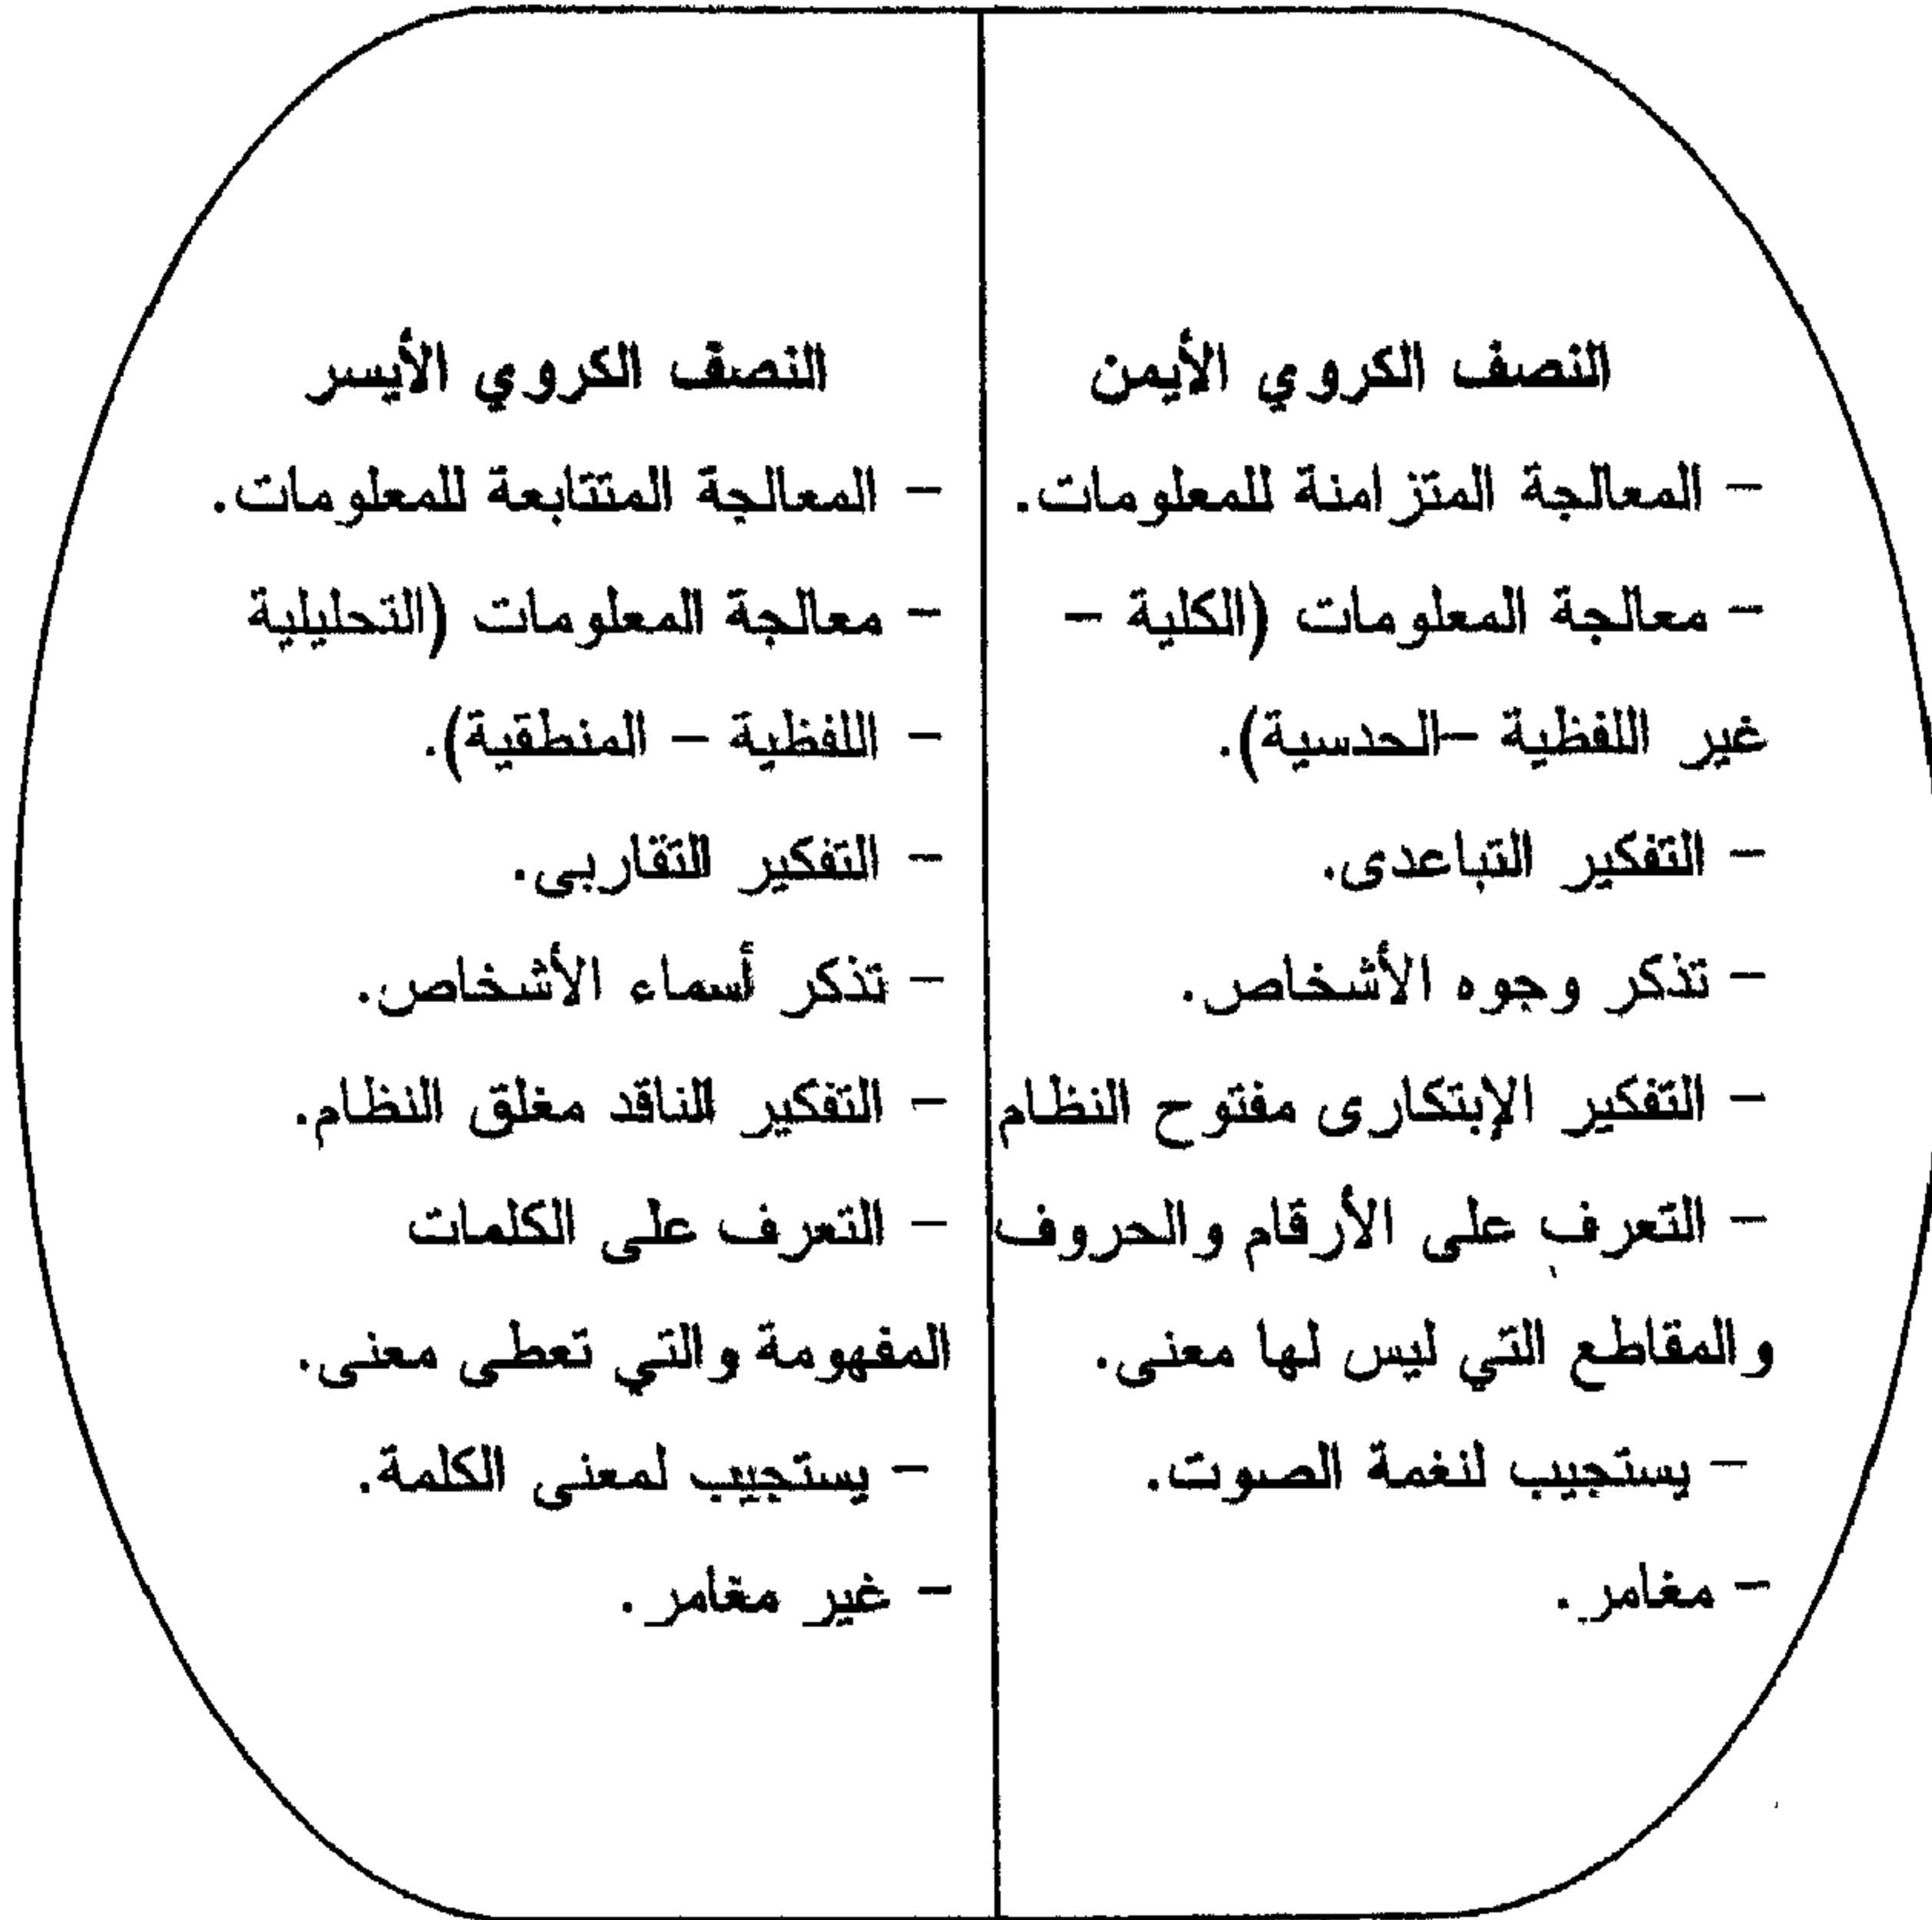 النصف الكروي الأيمن
- المعالجة المتزامنة للمعلومات.
- معالجة المعلومات (الكلية -
غير اللفظية -الحدسية).
- التفكير التباعدى.
- تذكر وجوه الأشخاص.
- التفكير الإبتكارى مفتوح النظام
- التعرف على الأرقام والحروف
والمقاطع التي ليس لها معنى.
- يستجيب لنغمة الصوت.
- مغامر.
النصف الكروي الأيسر
- المعالجة المتتابعة للمعلومات.
- معالجة المعلومات (التحليلية
- اللفظية - المنطقية).
- التفكير التقاربى.
- تذكر أسماء الأشخاص.
- التفكير الناقد مغلق النظام.
- التعرف على الكلمات
المفهومة والتي تعطى معنى.
- يستجيب لمعنى الكلمة.
- غير مغامر.